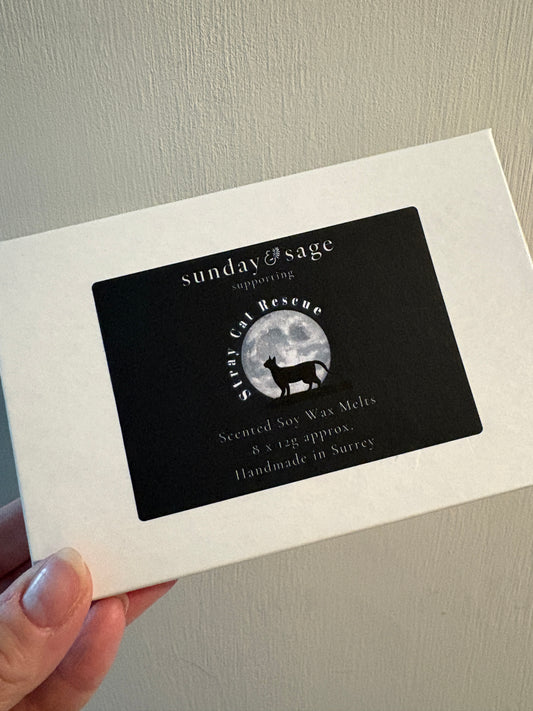 sunday & sage
supporting
Stray Cat Rescue
Scented Soy Wax Melts
8 x 12g approx.
Handmade in Surrey